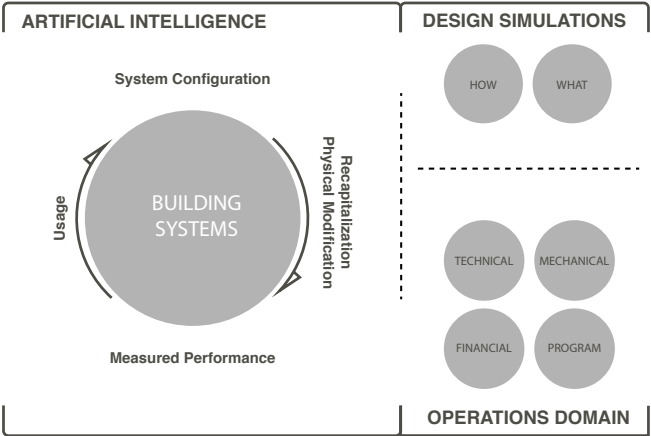 ARTIFICIAL INTELLIGENCE
DESIGN SIMULATIONS
System Configuration
HOW
WHAT
Usage
BUILDING
SYSTEMS
Recapitalization
Physical Modification
TECHNICAL
MECHANICAL
FINANCIAL
PROGRAM
Measured Performance
OPERATIONS DOMAIN